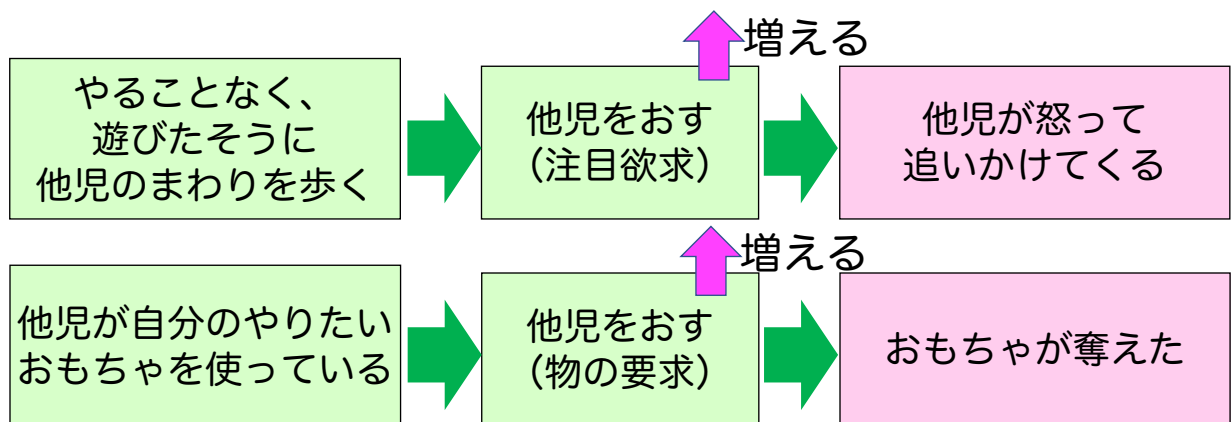 増える
やることなく、
遊びたそうに
他児のまわりを歩く
他児をおす
（注目欲求）
他児が怒って
追いかけてくる
増える
他児が自分のやりたい
おもちゃを使っている
他児をおす
（物の要求）
おもちゃが奪えた